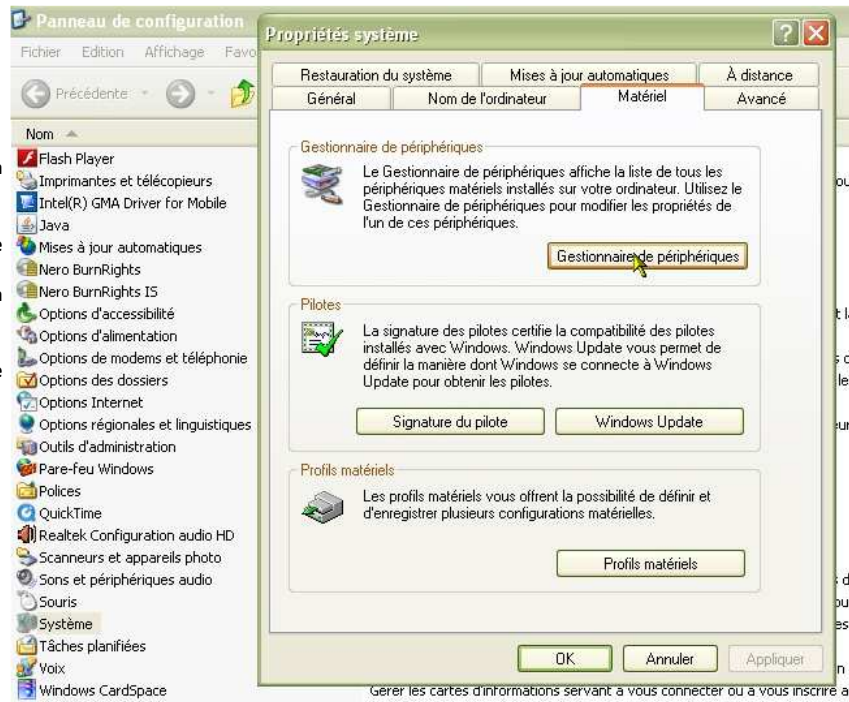 Panneau de configuration
Fichier Edition Affichage Favo
Précédente
Nom
Flash Player
Imprimantes et télécopieurs
Intel(R) GMA Driver for Mobile
Java
Mises à jour automatiques
Nero BurnRights
Nero BurnRights IS
Options d'accessibilité
Options d'alimentation
Options de modems et téléphonie
Options des dossiers
Options Internet
Options régionales et linguistiques
Outils d'administration
Pare-feu Windows
Polices
QuickTime
Realtek Configuration audio HD
Scanneurs et appareils photo
Sons et périphériques audio
Souris
Système
Tâches planifiées
Voix
Windows CardSpace
Propriétés système
Restauration du système Mises à jour automatiques À distance
Général Nom de l'ordinateur Matériel Avancé
Gestionnaire de périphériques
Le Gestionnaire de périphériques affiche la liste de tous les
périphériques matériels installés sur votre ordinateur. Utilisez le
Gestionnaire de périphériques pour modifier les propriétés de
l'un de ces périphériques.
Gestionnaire de périphériques
Pilotes
La signature des pilotes certifie la compatibilité des pilotes
installés avec Windows. Windows Update vous permet de
définir la manière dont Windows se connecte à Windows
Update pour obtenir les pilotes.
Signature du pilote Windows Update
Profils matériels
Les profils matériels vous offrent la possibilité de définir et
d'enregistrer plusieurs configurations matérielles.
Profils matériels
OK Annuler Appliquer
Gérer les cartes d'informations servant à vous connecter ou à vous inscrire a